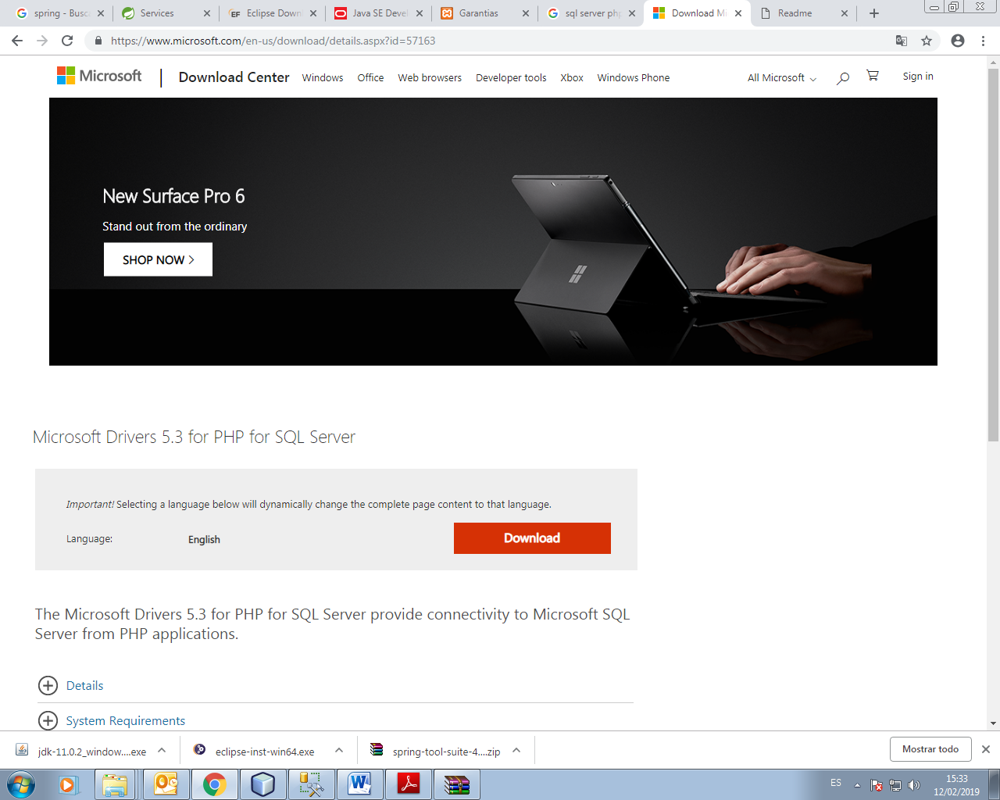 spring - Busc
Services
Eclipse Down
Java SE Devel
Garantias
sql server php
Download Mi
Readme
https://www.microsoft.com/en-us/download/details.aspx?id=57163
Microsoft
Download Center
Windows
Office
Web browsers
Developer tools
Xbox
Windows Phone
All Microsoft
Sign in
New Surface Pro 6
Stand out from the ordinary
SHOP NOW
Microsoft Drivers 5.3 for PHP for SQL Server
Important! Selecting a language below will dynamically change the complete page content to that language.
Language:
English
Download
The Microsoft Drivers 5.3 for PHP for SQL Server provide connectivity to Microsoft SQL
Server from PHP applications.
Details
System Requirements
jdk-11.0.2_window....exe
eclipse-inst-win64.exe
spring-tool-suite-4....zip
Mostrar todo
ES
15:33
12/02/2019